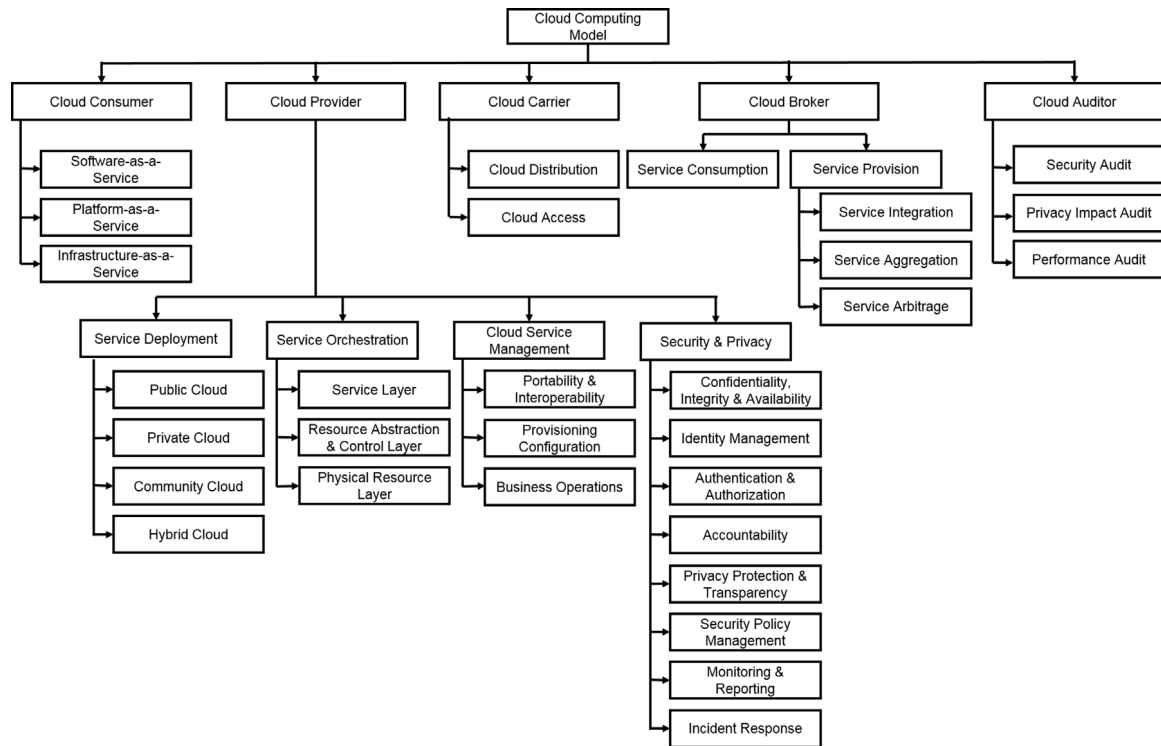 Cloud Computing
Model
Cloud Consumer
Cloud Provider
Cloud Carrier
Cloud Broker
Cloud Auditor
Software-as-a-
Service
Platform-as-a-
Service
Infrastructure-as-a-
Service
Cloud Distribution
Cloud Access
Service Consumption
Service Provision
Service Integration
Service Aggregation
Service Arbitrage
Security Audit
Privacy Impact Audit
Performance Audit
Service Deployment
Public Cloud
Private Cloud
Community Cloud
Hybrid Cloud
Service Orchestration
Service Layer
Resource Abstraction
& Control Layer
Physical Resource
Layer
Cloud Service
Management
Portability &
Interoperability
Provisioning
Configuration
Business Operations
Security & Privacy
Confidentiality,
Integrity & Availability
Identity Management
Authentication &
Authorization
Accountability
Privacy Protection &
Transparency
Security Policy
Management
Monitoring &
Reporting
Incident Response